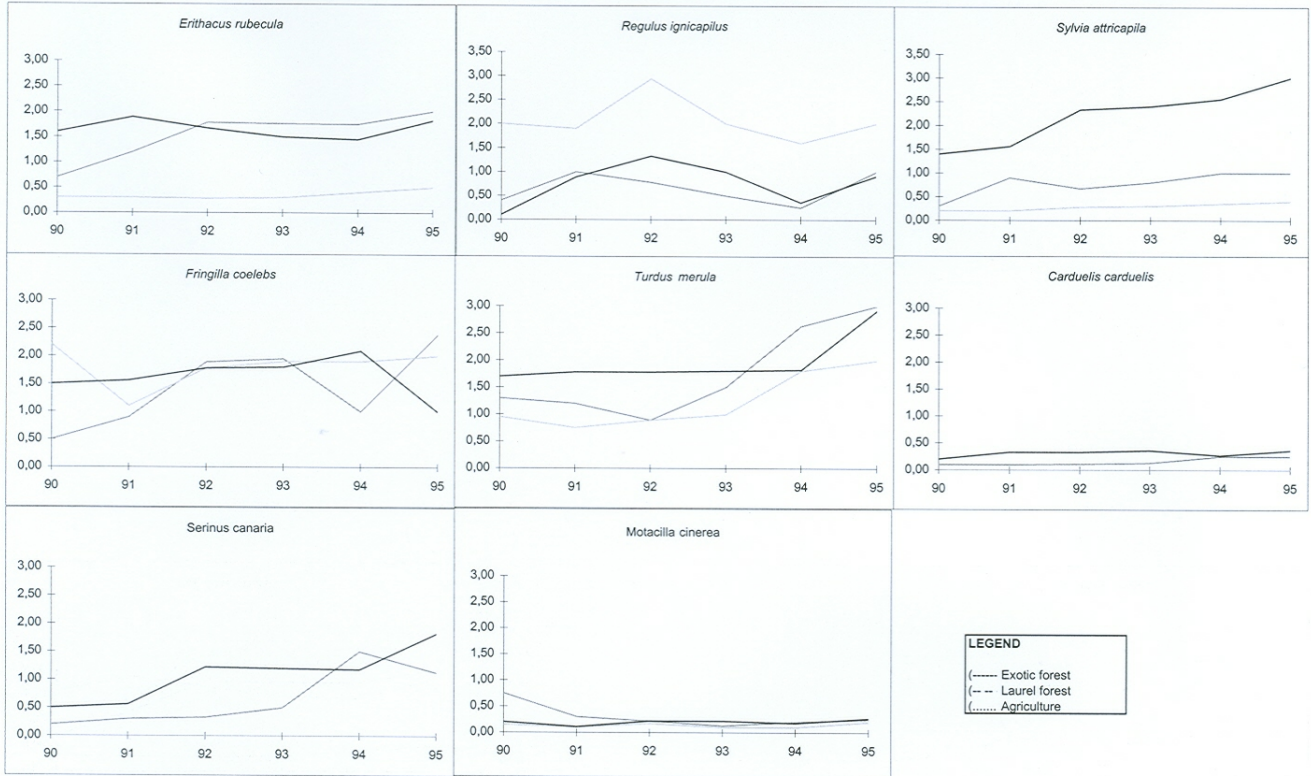 Erithacus rubecula
3,00
2,50
2,00
1,50
1,00
0,50
0,00
90 91 92 93 94 95
Regulus ignicapilus
3,50
3,00
2,50
2,00
1,50
1,00
0,50
0,00
90 91 92 93 94 95
Sylvia attricapila
3,50
3,00
2,50
2,00
1,50
1,00
0,50
0,00
90 91 92 93 94 95
Fringilla coelebs
3,00
2,50
2,00
1,50
1,00
0,50
0,00
90 91 92 93 94 95
Turdus merula
3,00
2,50
2,00
1,50
1,00
0,50
0,00
90 91 92 93 94 95
Carduelis carduelis
3,00
2,50
2,00
1,50
1,00
0,50
0,00
90 91 92 93 94 95
Serinus canaria
3,00
2,50
2,00
1,50
1,00
0,50
0,00
90 91 92 93 94 95
Motacilla cinerea
3,00
2,50
2,00
1,50
1,00
0,50
0,00
90 91 92 93 94 95
LEGEND
(------ Exotic forest
(-- -- Laurel forest
(....... Agriculture